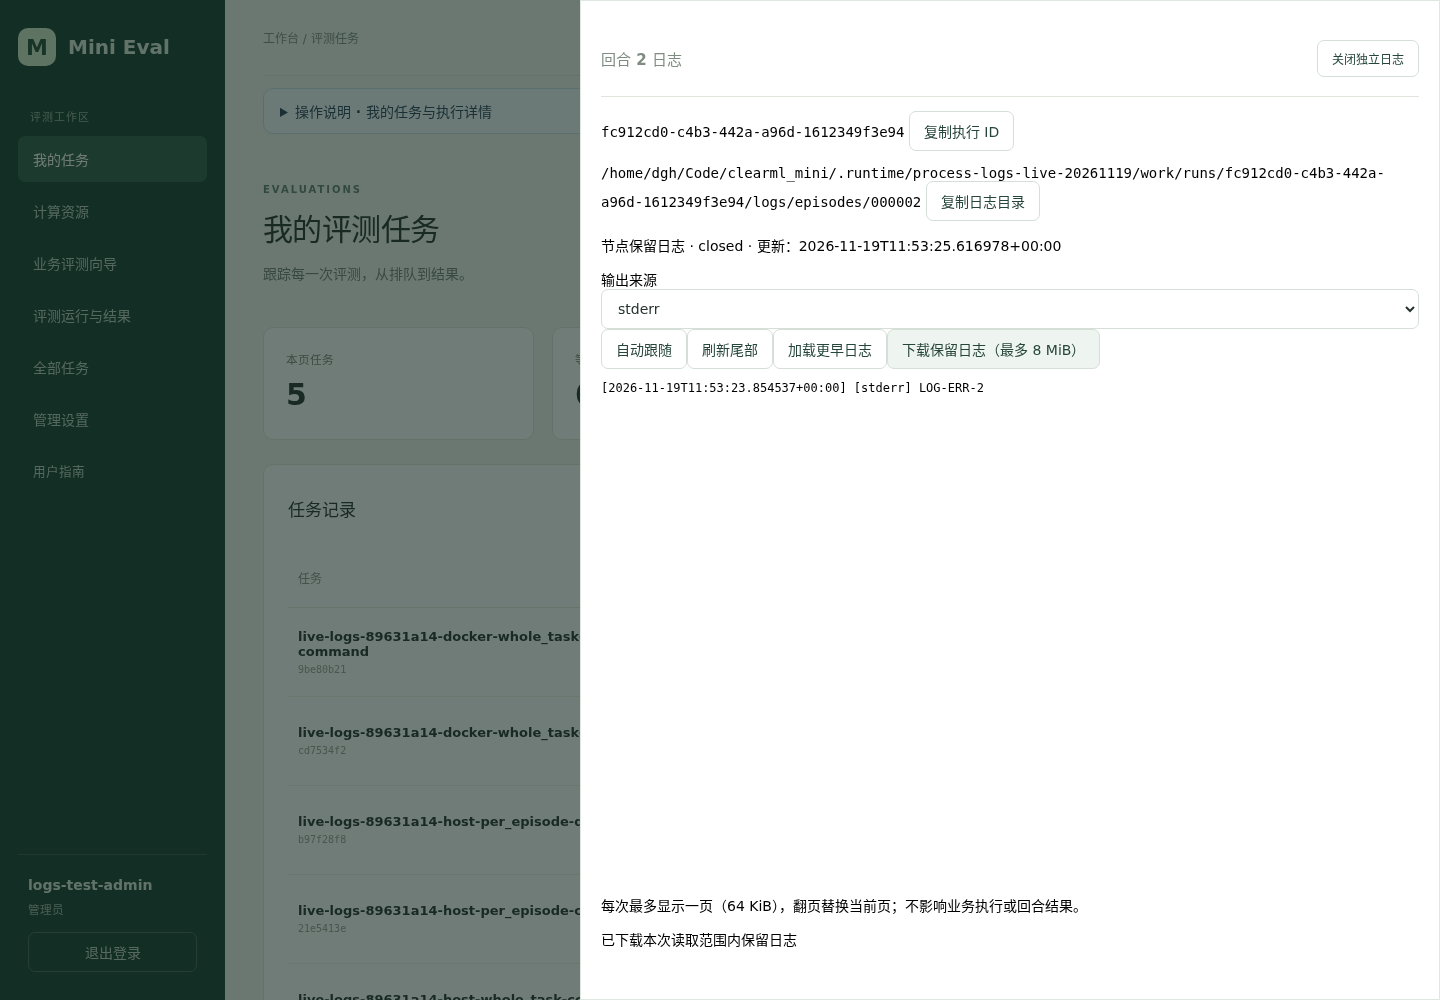 M Mini Eval
评测工作区
我的任务
计算资源
业务评测向导
评测运行与结果
全部任务
管理设置
用户指南
logs-test-admin
管理员
退出登录
工作台 / 评测任务
▶ 操作说明 · 我的任务与执行详情
EVALUATIONS
我的评测任务
跟踪每一次评测，从排队到结果。
本页任务
5
任务记录
任务
live-logs-89631a14-docker-whole_task-
command
9be80b21
live-logs-89631a14-docker-whole_task
cd7534f2
live-logs-89631a14-host-per_episode-
b97f28f8
live-logs-89631a14-host-per_episode-
21e5413e
live-logs-89631a14-host-whole_task-
回合 2 日志
关闭独立日志
fc912cd0-c4b3-442a-a96d-1612349f3e94 复制执行 ID
/home/dgh/Code/clearml_mini/.runtime/process-logs-live-20261119/work/runs/fc912cd0-c4b3-442a-
a96d-1612349f3e94/logs/episodes/000002 复制日志目录
节点保留日志 · closed · 更新：2026-11-19T11:53:25.616978+00:00
输出来源
stderr
自动跟随 刷新尾部 加载更早日志 下载保留日志（最多 8 MiB）
[2026-11-19T11:53:23.854537+00:00] [stderr] LOG-ERR-2
每次最多显示一页（64 KiB），翻页替换当前页；不影响业务执行或回合结果。
已下载本次读取范围内保留日志